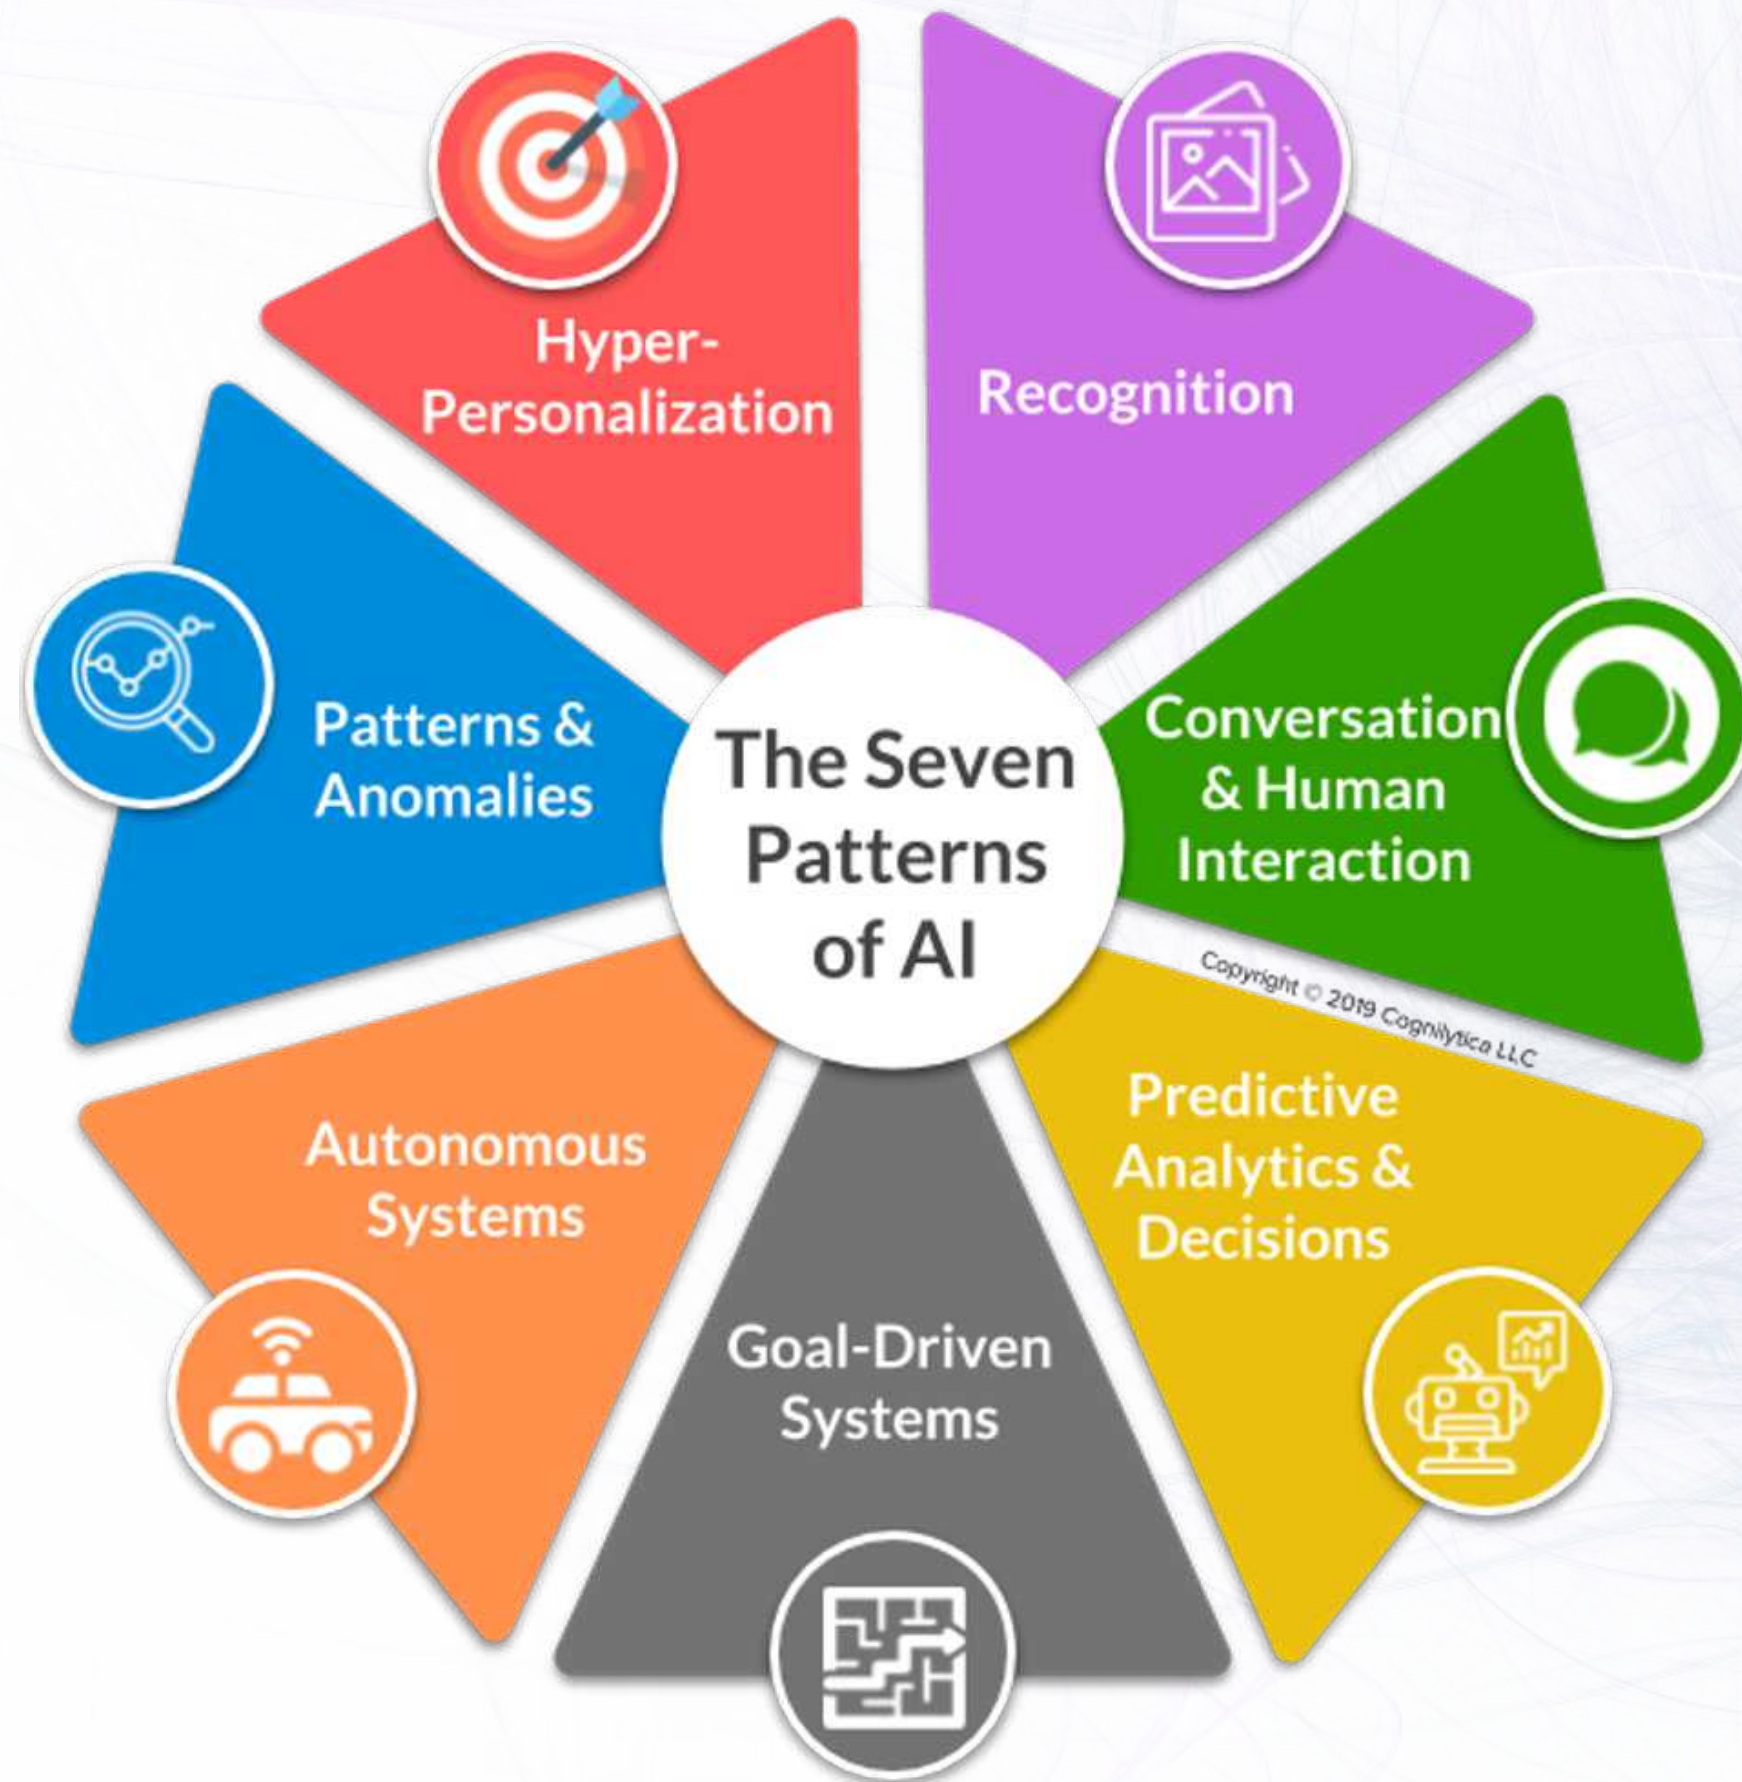 The Seven
Patterns
of AI
Hyper-
Personalization
Recognition
Conversation
& Human
Interaction
Copyright © 2019 Cognilytica LLC
Predictive
Analytics &
Decisions
Goal-Driven
Systems
Autonomous
Systems
Patterns &
Anomalies